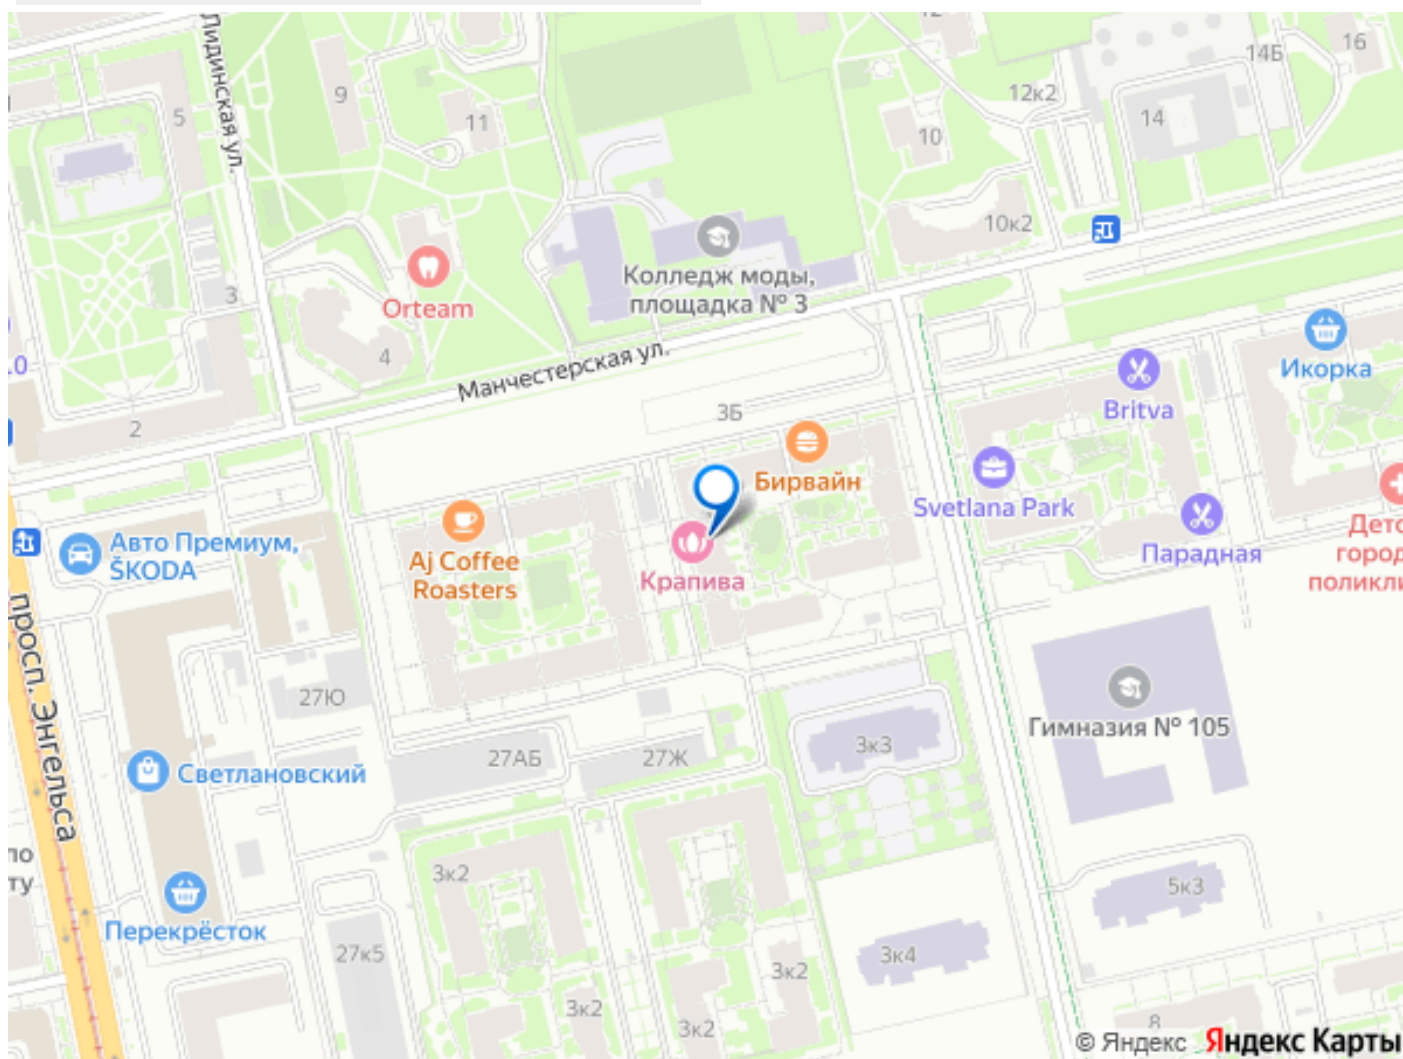 Лидинская ул.
5
9
11
12к2
10
14Б
16
14
10к2
3
Orteam
4
Колледж моды,
площадка № 3
Манчестерская ул.
2
3Б
Икорка
Britva
Бирвайн
Svetlana Park
Парадная
Aj Coffee
Roasters
Крапива
Авто Премиум,
ŠKODA
просп. Энгельса
27Ю
Гимназия № 105
27АБ
27Ж
3к3
Светлановский
3к2
5к3
Перекрёсток
27к5
3к4
3к2
3к2
3к2
8
© Яндекс Яндекс Карты